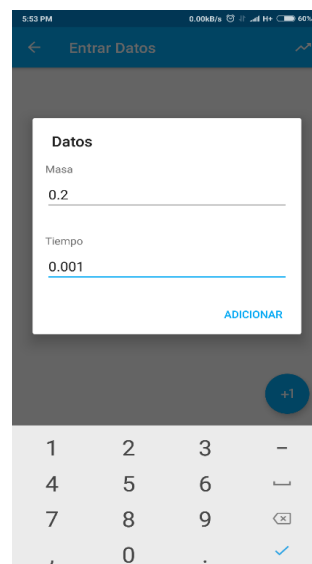 5:53 PM 0.00kB/s H+ 60%
Entrar Datos
Datos
Masa
0.2
Tiempo
0.001
ADICIONAR
+1
1 2 3 -
4 5 6
7 8 9
, 0 .